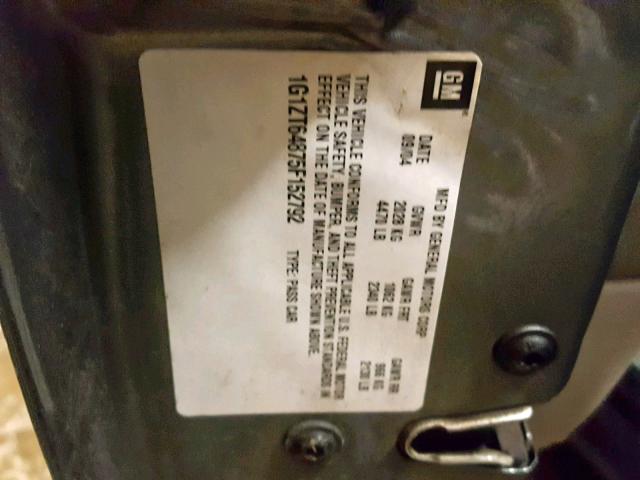 GM
MFD BY GENERAL MOTORS CORP
DATE GVWR GAWR FRT GAWR RR
09/04 2028 KG 1062 KG 966 KG
4470 LB 2340 LB 2130 LB
THIS VEHICLE CONFORMS TO ALL APPLICABLE U.S. FEDERAL MOTOR
VEHICLE SAFETY, BUMPER, AND THEFT PREVENTION STANDARDS IN
EFFECT ON THE DATE OF MANUFACTURE SHOWN ABOVE.
1G1ZT64875F152792 TYPE: PASS CAR